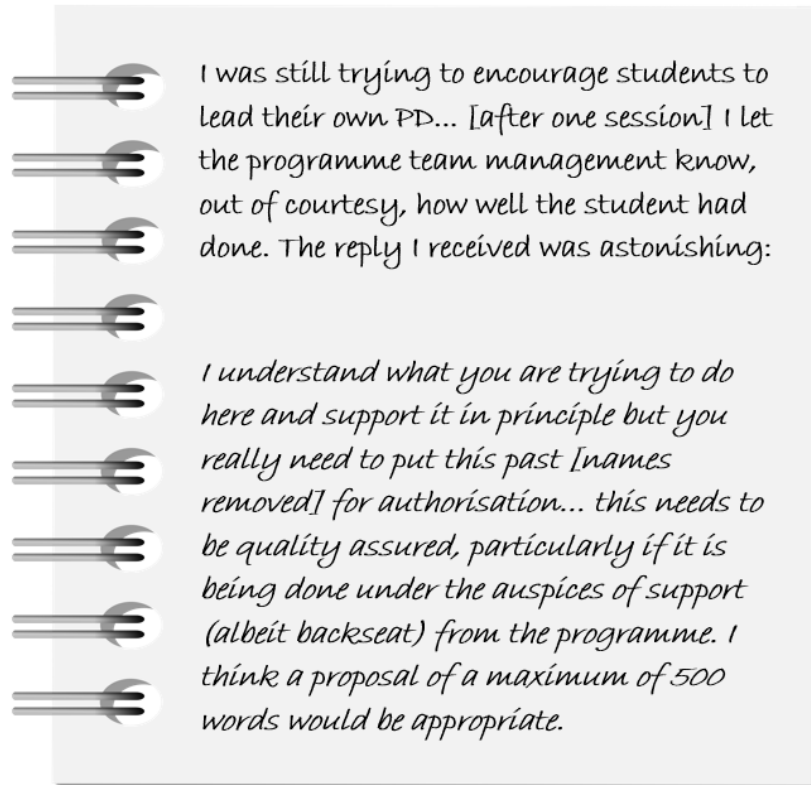 I was still trying to encourage students to
lead their own PD... [after one session] I let
the programme team management know,
out of courtesy, how well the student had
done. The reply I received was astonishing:
I understand what you are trying to do
here and support it in principle but you
really need to put this past [names
removed] for authorisation... this needs to
be quality assured, particularly if it is
being done under the auspices of support
(albeit backseat) from the programme. I
think a proposal of a maximum of 500
words would be appropriate.